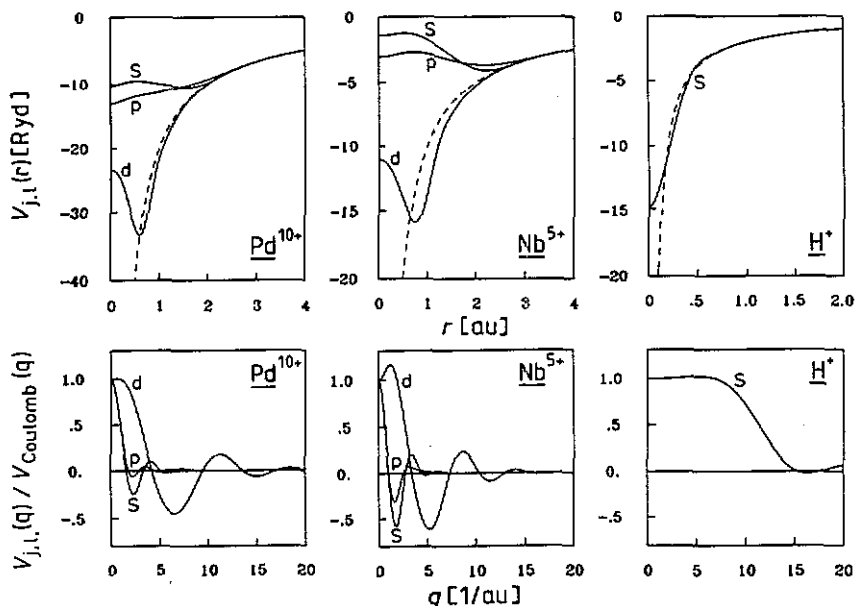 V_{j,l}(r) [Ryd]
0
-10
-20
-30
-40
S
P
d
Pd^{10+}
0 1 2 3 4
0
-5
-10
-15
-20
S
P
d
Nb^{5+}
0 1 2 3 4
0
-5
-10
-15
-20
S
H^+
0 .5 1.0 1.5 2.0
r [au]
V_{j,l.}(q) / V_{Coulomb}(q)
1.0
.5
0.
-.5
d
P
S
Pd^{10+}
0 5 10 15 20
1.0
.5
0.
-.5
d
P
S
Nb^{5+}
0 5 10 15 20
1.0
.5
0.
-.5
S
H^+
0 5 10 15 20
q [1/au]